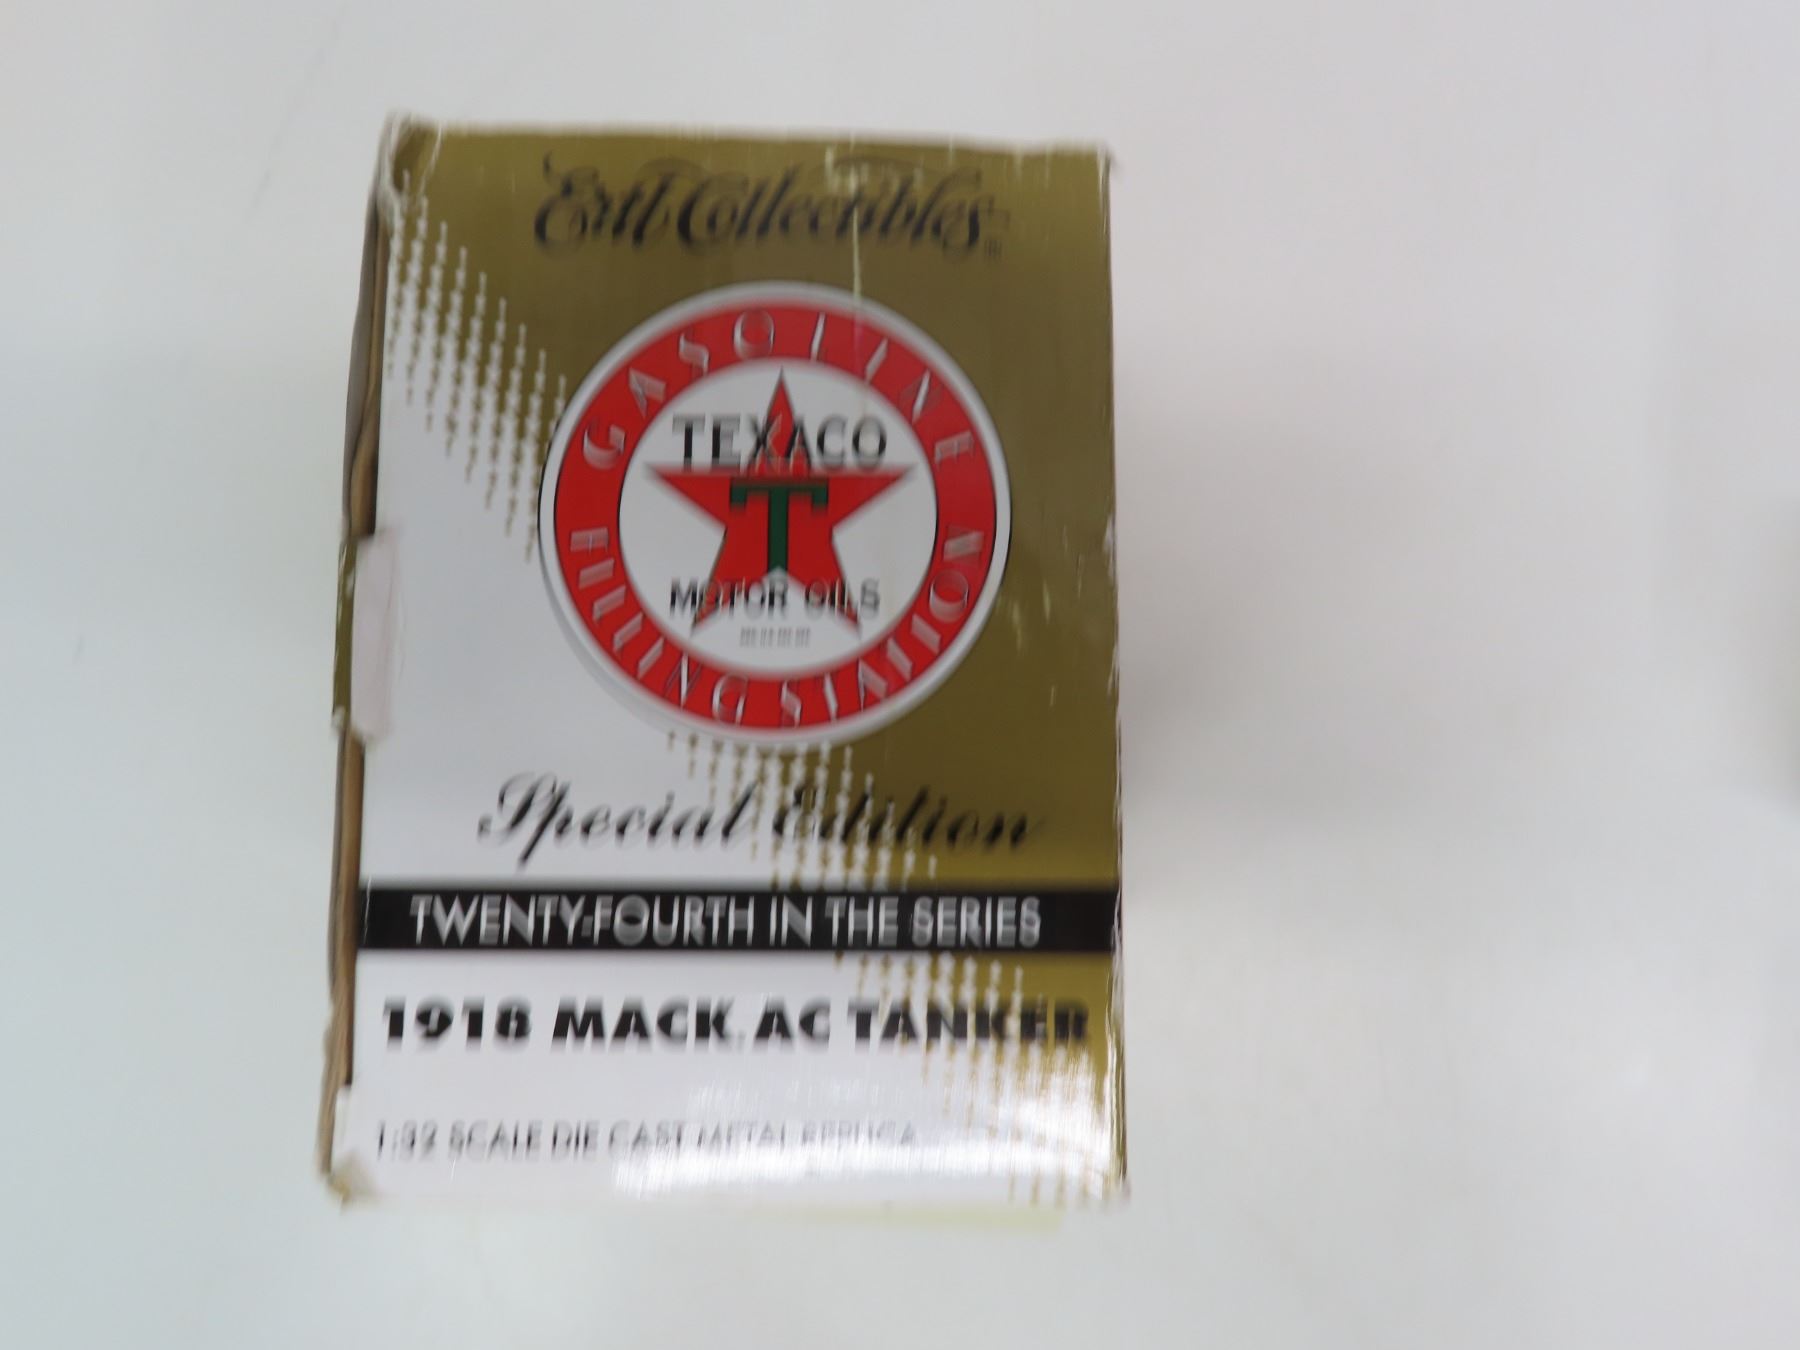 Ertl Collectibles
GASOLINE
TEXACO
T
MOTOR OILS
FILLING STATION
Special Edition
TWENTY-FOURTH IN THE SERIES
1918 MACK AC TANKER
1:32 SCALE DIE CAST METAL REPLICA